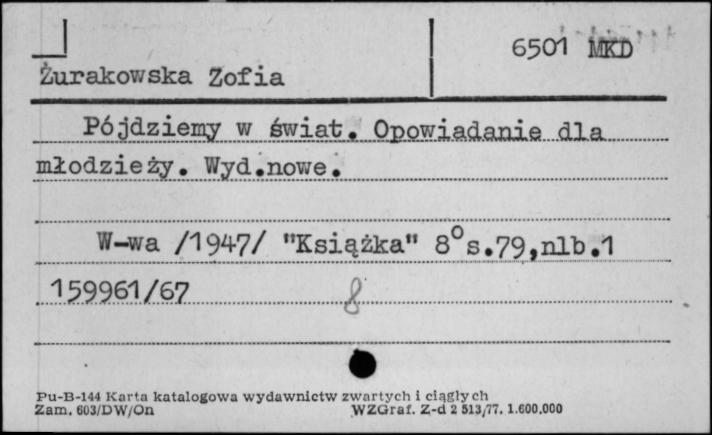 6501 MKD
Żurakowska Zofia
Pójdziemy w świat. Opowiadanie dla
młodzieży. Wyd.nowe.
W-wa /1947/ "Książka" 8° s.79,nlb.1
159961/67
8
Pu-B-144 Karta katalogowa wydawnictw zwartych i ciągłych
Zam. 603/DW/On WZGraf. Z-d 2 513/77. 1.600.000